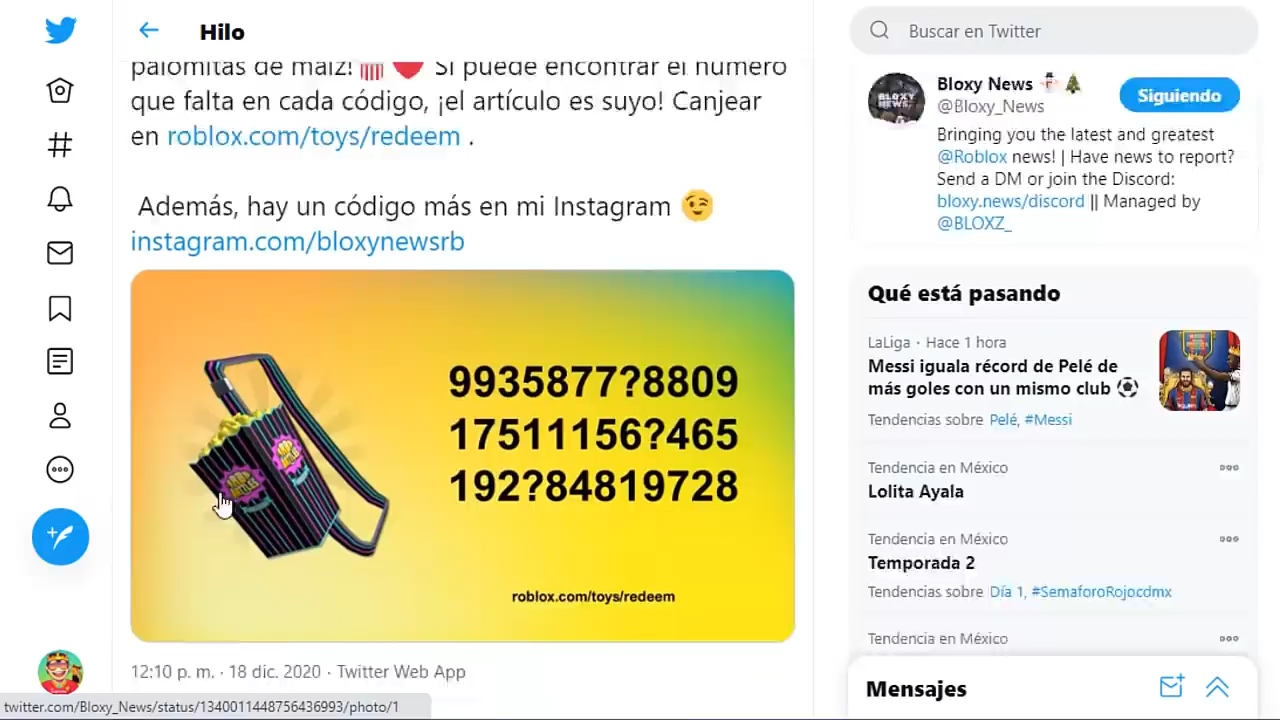 Hilo
palomitas de maíz! 🍿❤️ Si puede encontrar el número
que falta en cada código, ¡el artículo es suyo! Canjear
en roblox.com/toys/redeem .
Además, hay un código más en mi Instagram 😉
instagram.com/bloxynewsrb
9935877?8809
17511156?465
192?84819728
roblox.com/toys/redeem
12:10 p. m. · 18 dic. 2020 · Twitter Web App
twitter.com/Bloxy_News/status/1340011448756436993/photo/1
Buscar en Twitter
BLOXY
NEWS
Bloxy News ⛄🎄
@Bloxy_News
Siguiendo
Bringing you the latest and greatest
@Roblox news! | Have news to report?
Send a DM or join the Discord:
bloxy.news/discord || Managed by
@BLOXZ_
Qué está pasando
LaLiga · Hace 1 hora
Messi iguala récord de Pelé de
más goles con un mismo club ⚽
Tendencias sobre Pelé, #Messi
Tendencia en México
Lolita Ayala
Tendencia en México
Temporada 2
Tendencias sobre Día 1, #SemaforoRojocdmx
Tendencia en México
Mensajes